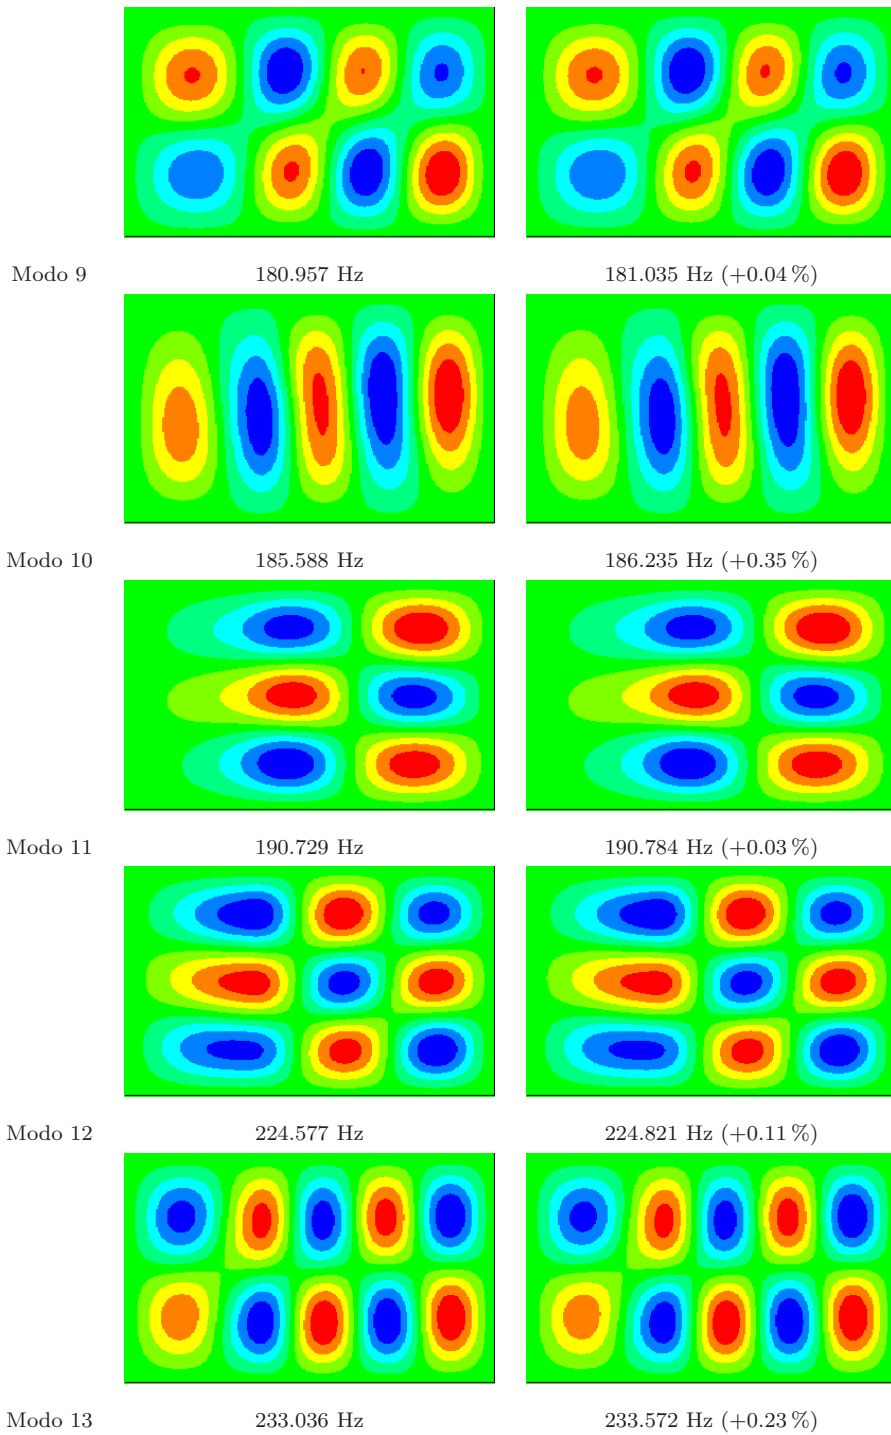 Modo 9 180.957 Hz 181.035 Hz (+0.04 %)
Modo 10 185.588 Hz 186.235 Hz (+0.35 %)
Modo 11 190.729 Hz 190.784 Hz (+0.03 %)
Modo 12 224.577 Hz 224.821 Hz (+0.11 %)
Modo 13 233.036 Hz 233.572 Hz (+0.23 %)